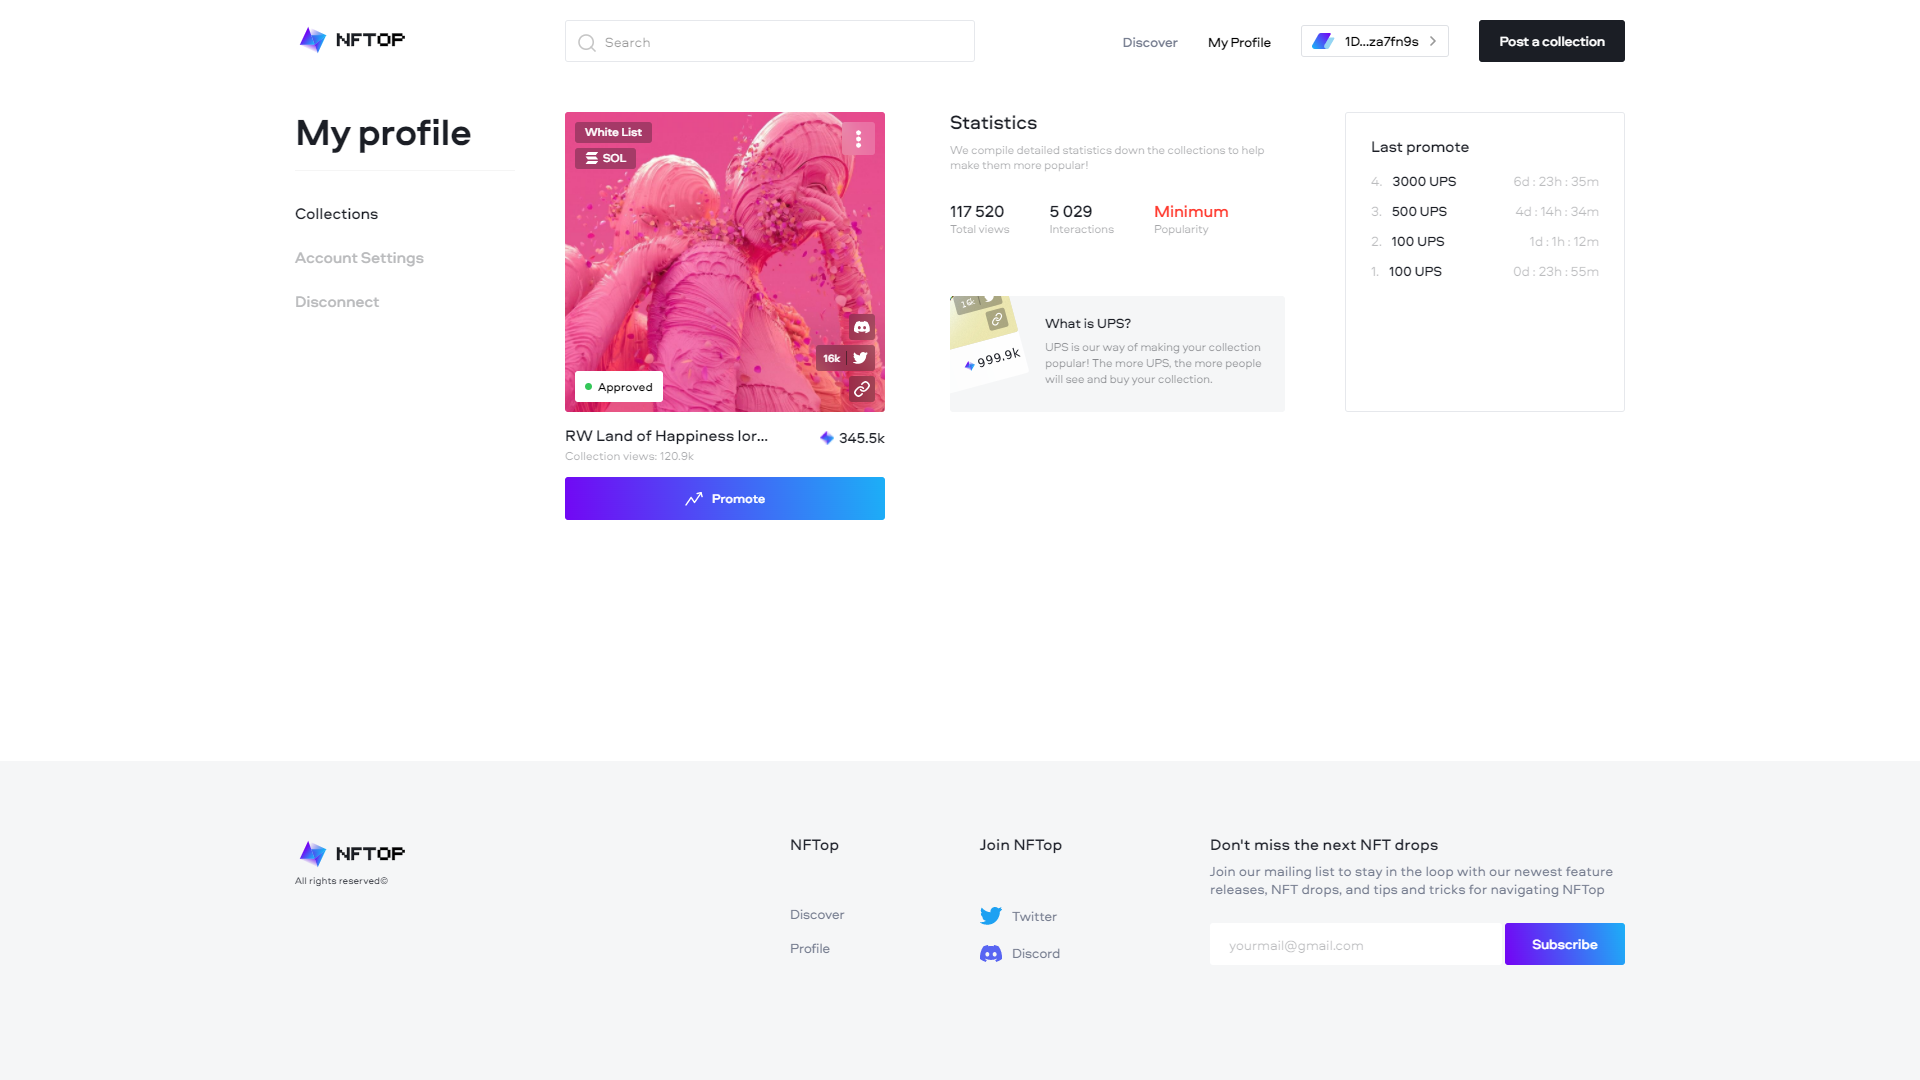 NFTOP
Search
Discover
My Profile
1D...za7fn9s
Post a collection
My profile
Collections
Account Settings
Disconnect
White List
SOL
16k
Approved
RW Land of Happiness lor...
345.5k
Collection views: 120.9k
Promote
Statistics
We compile detailed statistics down the collections to help
make them more popular!
117 520
Total views
5 029
Interactions
Minimum
Popularity
16k
999.9k
What is UPS?
UPS is our way of making your collection
popular! The more UPS, the more people
will see and buy your collection.
Last promote
4. 3000 UPS 6d : 23h : 35m
3. 500 UPS 4d : 14h : 34m
2. 100 UPS 1d : 1h : 12m
1. 100 UPS 0d : 23h : 55m
NFTOP
All rights reserved©
NFTop
Discover
Profile
Join NFTop
Twitter
Discord
Don't miss the next NFT drops
Join our mailing list to stay in the loop with our newest feature
releases, NFT drops, and tips and tricks for navigating NFTop
yourmail@gmail.com
Subscribe